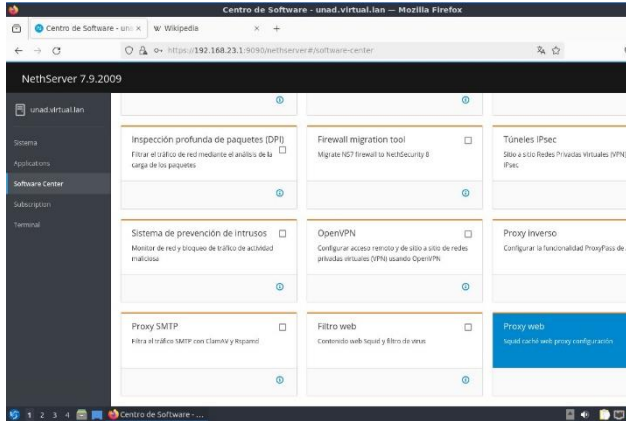 Centro de Software - unad.virtual.lan — Mozilla Firefox
Centro de Software - un
W Wikipedia
https://192.168.23.1:9090/nethserver#/software-center
NethServer 7.9.2009
unad.virtual.lan
Sistema
Applications
Software Center
Subscription
Terminal
Inspección profunda de paquetes (DPI)
Filtrar el tráfico de red mediante el análisis de la
carga de los paquetes
Firewall migration tool
Migrate NS7 firewall to NethSecurity 8
Túneles IPsec
Sitio a sitio Redes Privadas Virtuales (VPN)
IPsec
Sistema de prevención de intrusos
Monitor de red y bloqueo de tráfico de actividad
maliciosa
OpenVPN
Configurar acceso remoto y de sitio a sitio de redes
privadas virtuales (VPN) usando OpenVPN
Proxy inverso
Configurar la funcionalidad ProxyPass de
Proxy SMTP
Filtra el tráfico SMTP con ClamAV y Rspamd
Filtro web
Contenido web Squid y filtro de virus
Proxy web
Squid caché web proxy configuración
1 2 3 4
Centro de Software - ...